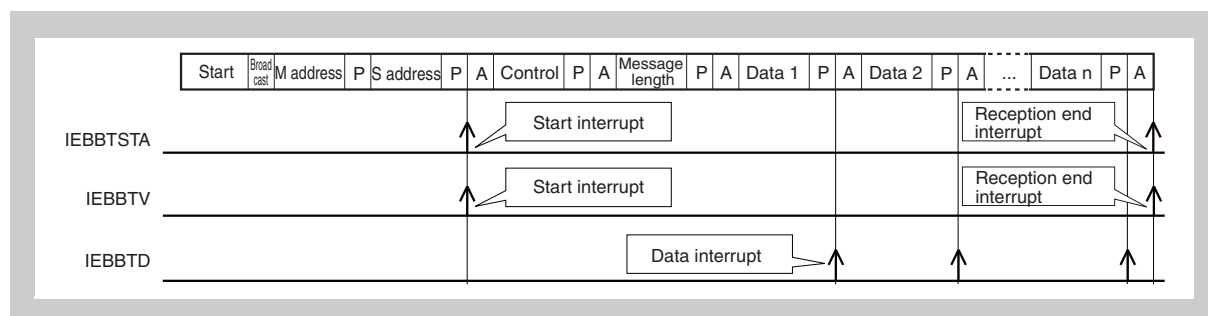 Start Broad cast M address P S address P A Control P A Message length P A Data 1 P A Data 2 P A ... Data n P A
IEBBTSTA
Start interrupt
Reception end
interrupt
IEBBTV
Start interrupt
Reception end
interrupt
IEBBTD
Data interrupt